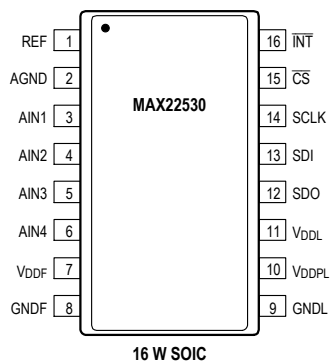 REF 1 16 INT
AGND 2 15 CS
MAX22530
AIN1 3 14 SCLK
AIN2 4 13 SDI
AIN3 5 12 SDO
AIN4 6 11 VDDL
VDDF 7 10 VDDPL
GNDF 8 9 GNDL
16 W SOIC